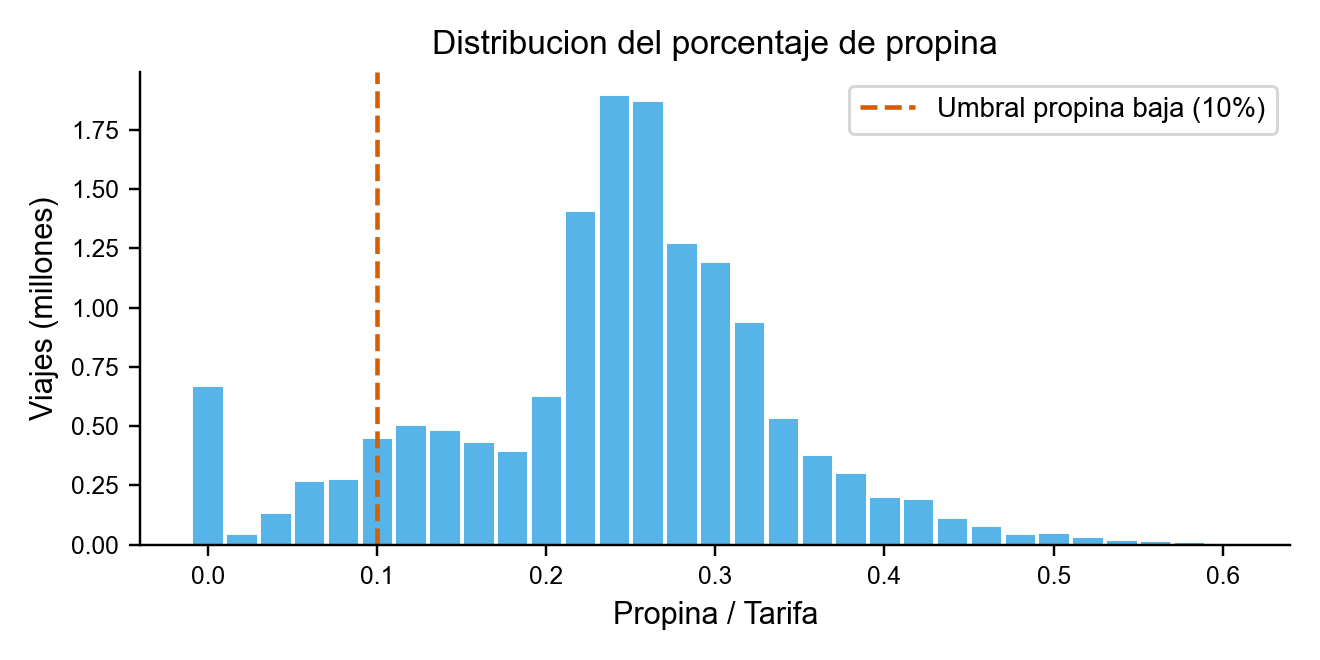 Distribucion del porcentaje de propina
Umbral propina baja (10%)
Viajes (millones)
1.75
1.50
1.25
1.00
0.75
0.50
0.25
0.00
0.0 0.1 0.2 0.3 0.4 0.5 0.6
Propina / Tarifa